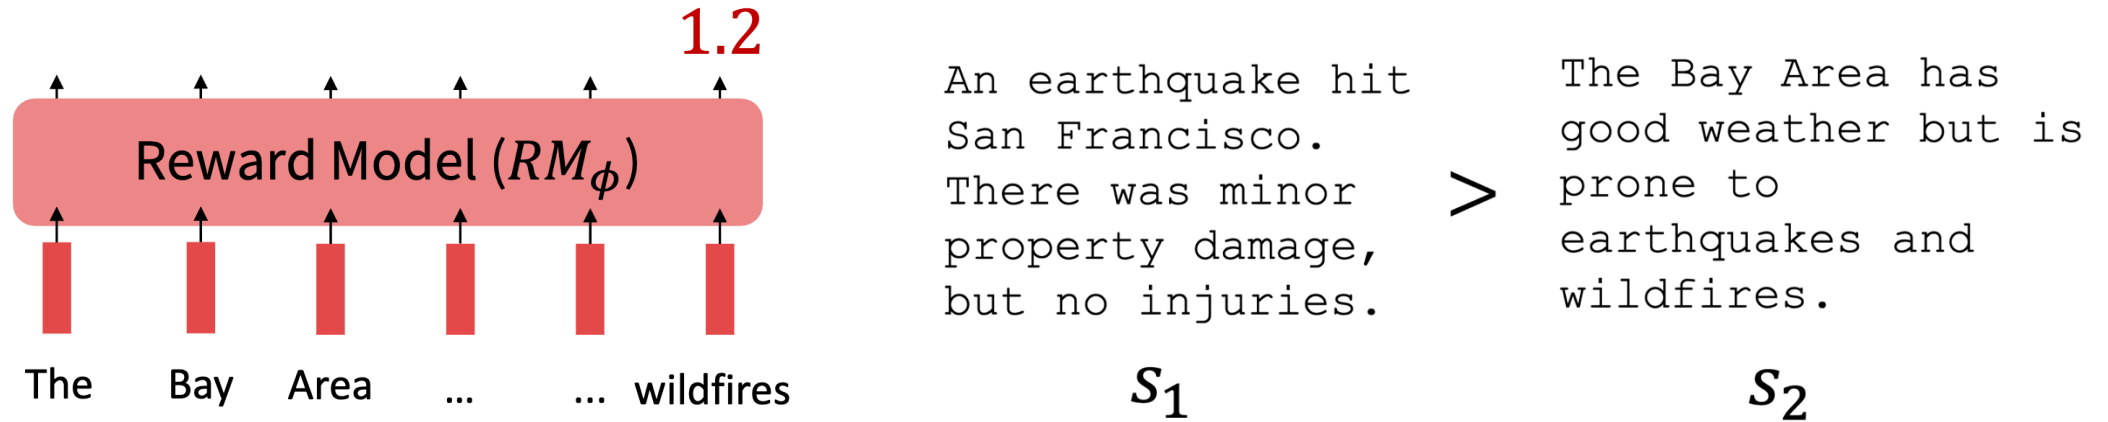 1.2
Reward Model (RMϕ)
The Bay Area ... ... wildfires
An earthquake hit
San Francisco.
There was minor
property damage,
but no injuries.
s1
>
The Bay Area has
good weather but is
prone to
earthquakes and
wildfires.
s2